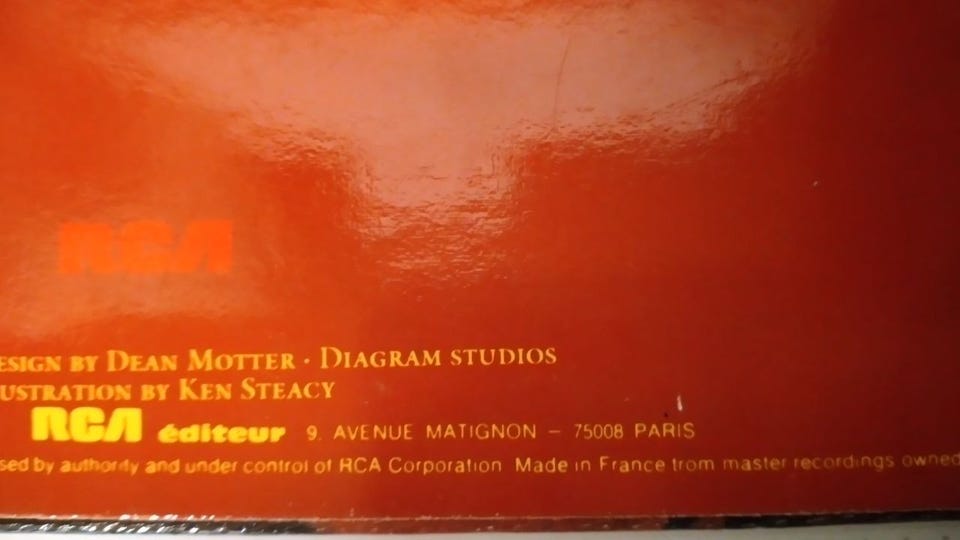 RCA
ESIGN BY DEAN MOTTER · DIAGRAM STUDIOS
USTRATION BY KEN STEACY
RCA éditeur 9. AVENUE MATIGNON – 75008 PARIS
sed by authority and under control of RCA Corporation Made in France from master recordings owned